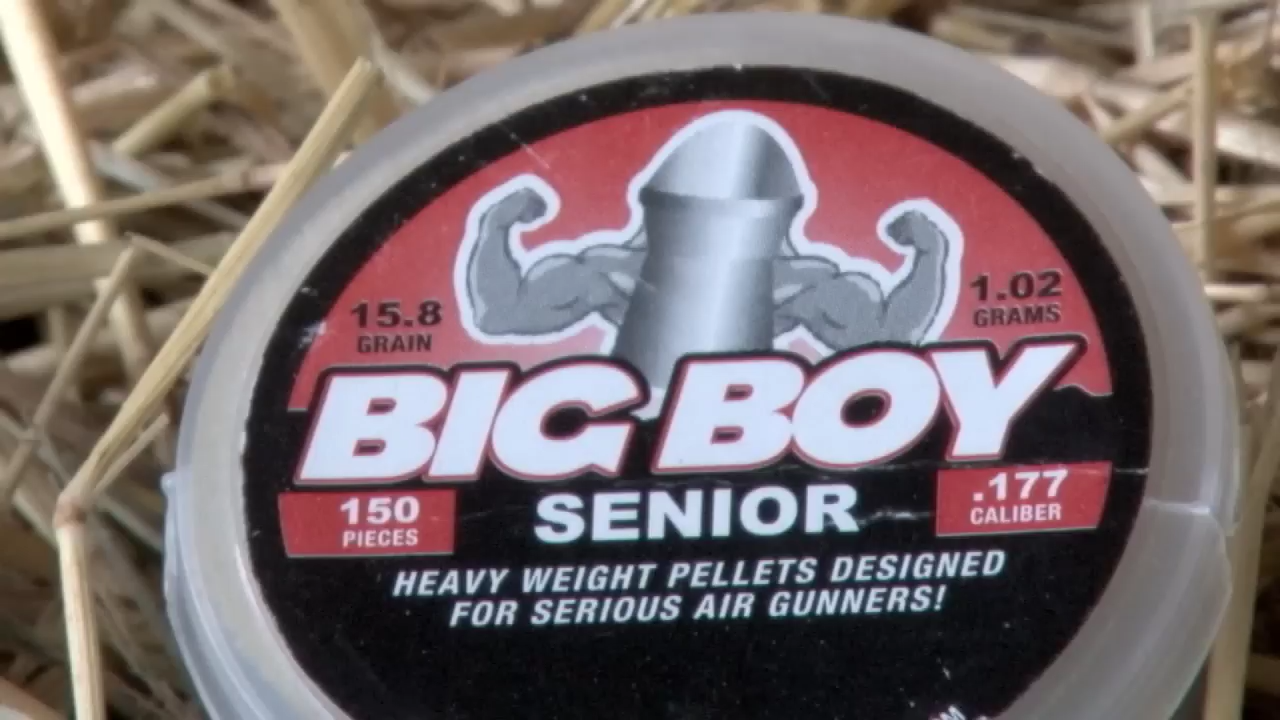 15.8
GRAIN
1.02
GRAMS
BIG BOY
150
PIECES
SENIOR
.177
CALIBER
HEAVY WEIGHT PELLETS DESIGNED
FOR SERIOUS AIR GUNNERS!